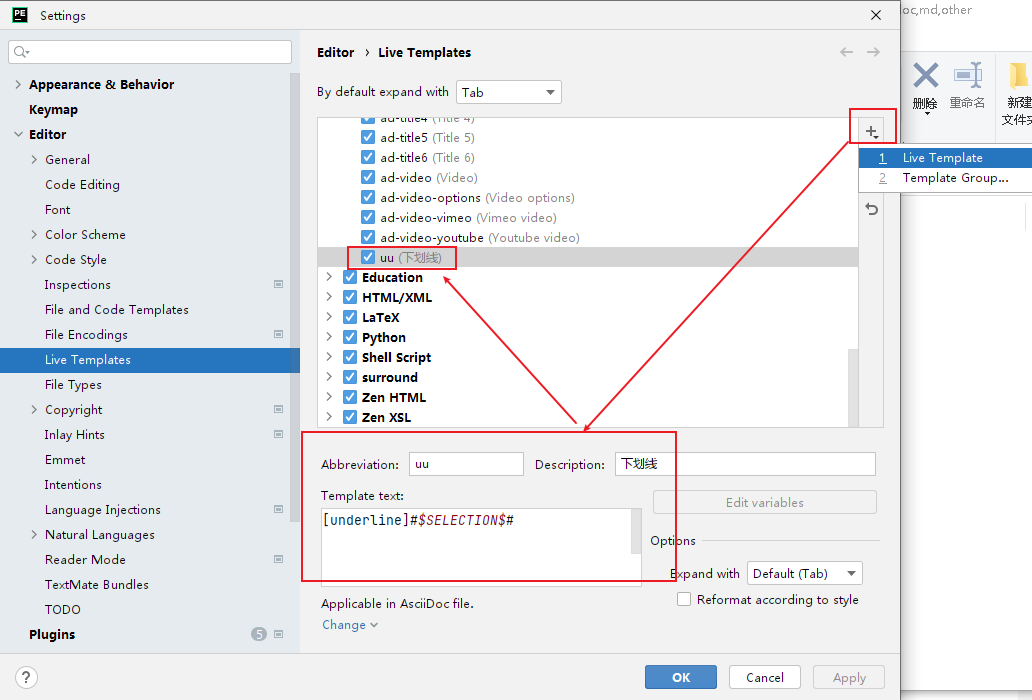 PE
Settings
oc,md,other
Editor › Live Templates
By default expand with Tab
Appearance & Behavior
Keymap
Editor
General
Code Editing
Font
Color Scheme
Code Style
Inspections
File and Code Templates
File Encodings
Live Templates
File Types
Copyright
Inlay Hints
Emmet
Intentions
Language Injections
Natural Languages
Reader Mode
TextMate Bundles
TODO
Plugins 5
ad-title4 (Title 4)
ad-title5 (Title 5)
ad-title6 (Title 6)
ad-video (Video)
ad-video-options (Video options)
ad-video-vimeo (Vimeo video)
ad-video-youtube (Youtube video)
uu (下划线)
Education
HTML/XML
LaTeX
Python
Shell Script
surround
Zen HTML
Zen XSL
+
1 Live Template
2 Template Group...
删除
重命名
新建
文件夹
Abbreviation: uu Description: 下划线
Template text:
[underline]#$SELECTION$#
Edit variables
Options
Expand with Default (Tab)
Reformat according to style
Applicable in AsciiDoc file.
Change
?
OK Cancel Apply